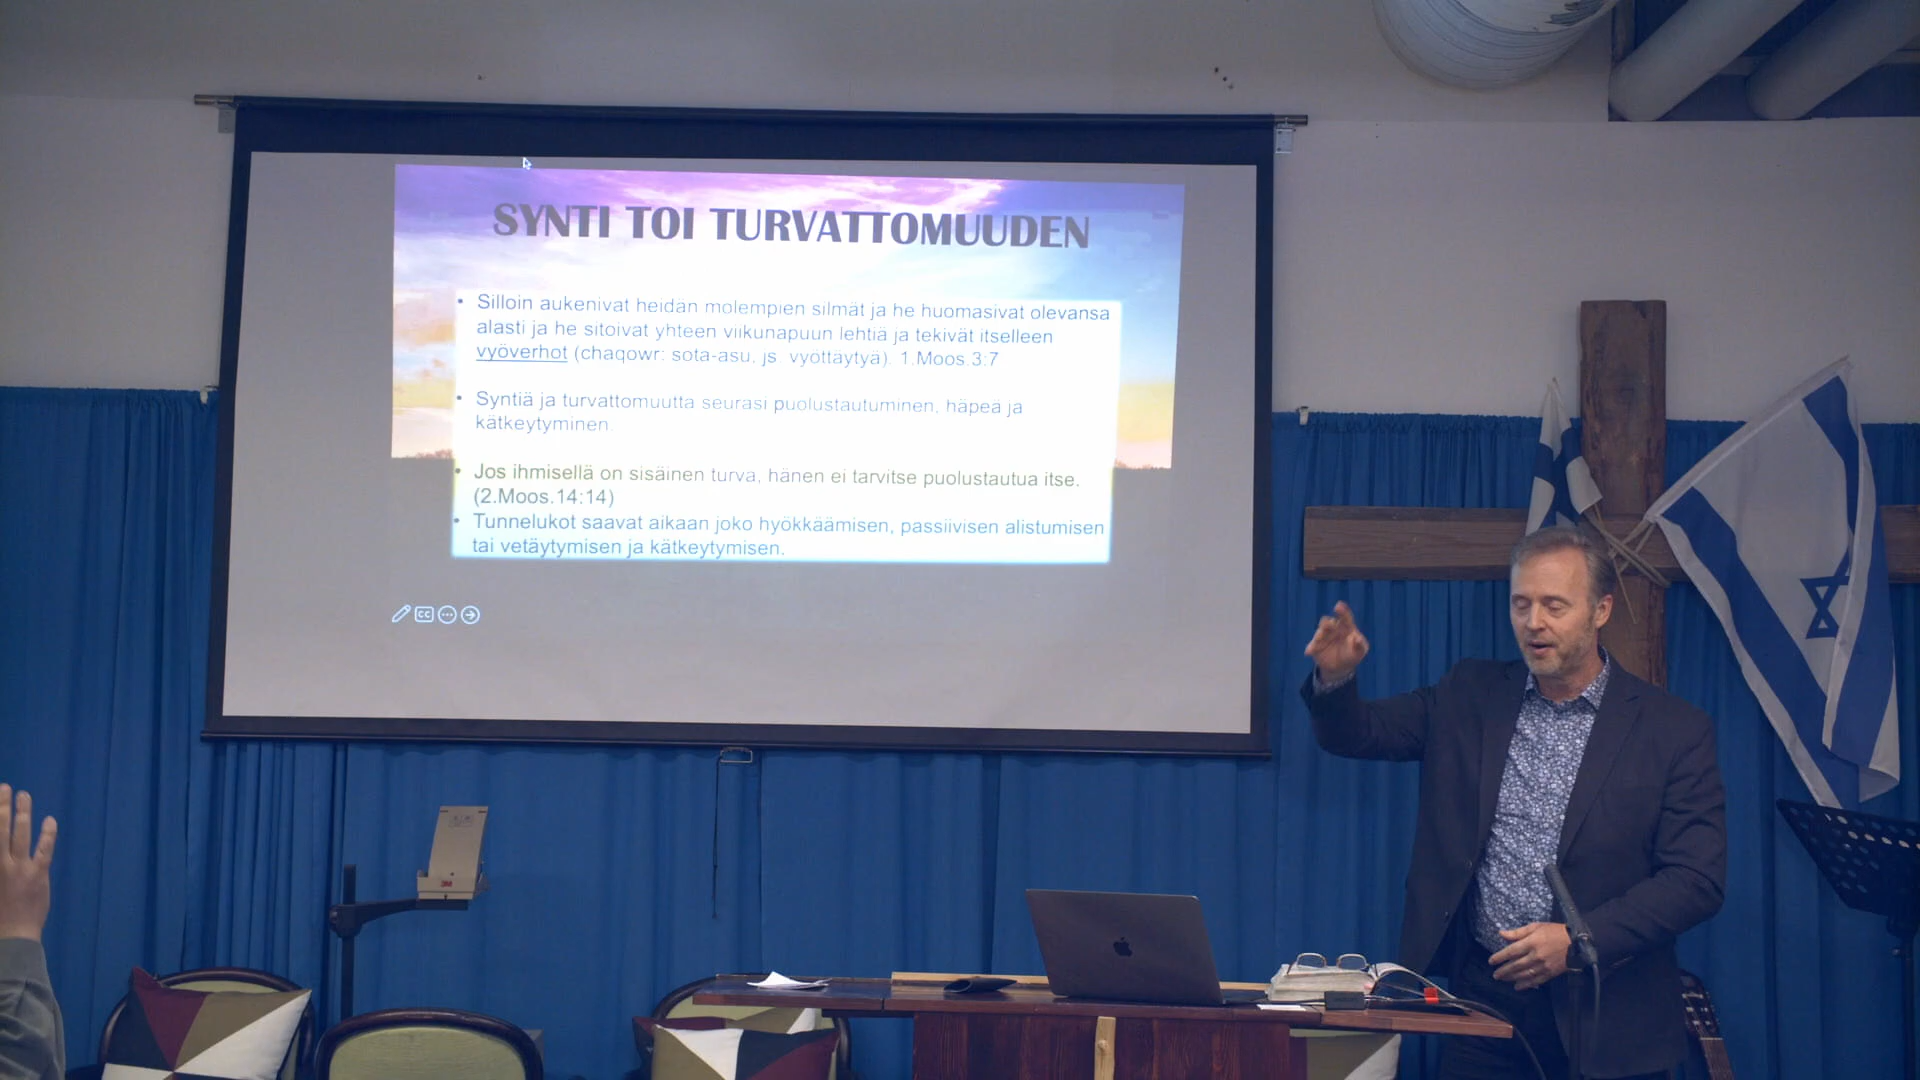 SYNTI TOI TURVATTOMUUDEN
• Silloin aukenivat heidän molempien silmät ja he huomasivat olevansa
alasti ja he sitoivat yhteen viikunapuun lehtiä ja tekivät itselleen
vyöverhot (chaqowr: sota-asu, js vyöttäytyä). 1.Moos.3:7
• Syntiä ja turvattomuutta seurasi puolustautuminen, häpeä ja
kätkeytyminen.
• Jos ihmisellä on sisäinen turva, hänen ei tarvitse puolustautua itse.
(2.Moos.14:14)
• Tunnelukot saavat aikaan joko hyökkäämisen, passiivisen alistumisen
tai vetäytymisen ja kätkeytymisen.
CC
3M